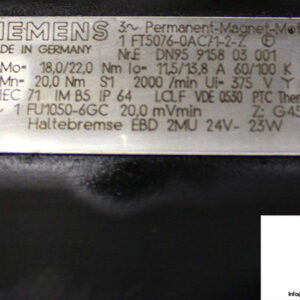 SIEMENS 3~ Permanent-Magnet-Mot
MADE IN GERMANY 1 FT5076-0AC71-2-Z
Nr.E DN95 9158 03 001
Mo= 18,0/22,0 Nm Io= 11,5/13,8 A 60/100 K
Mn= 20,0 Nm S1 2000 /min Ui= 375 V Y
IEC 71 IM B5 IP 64 I.CL.F VDE 0530 PTC Ther
1 FU1050-6GC 20,0 mV/min Z: G45
Haltebremse EBD 2MU 24V- 23W